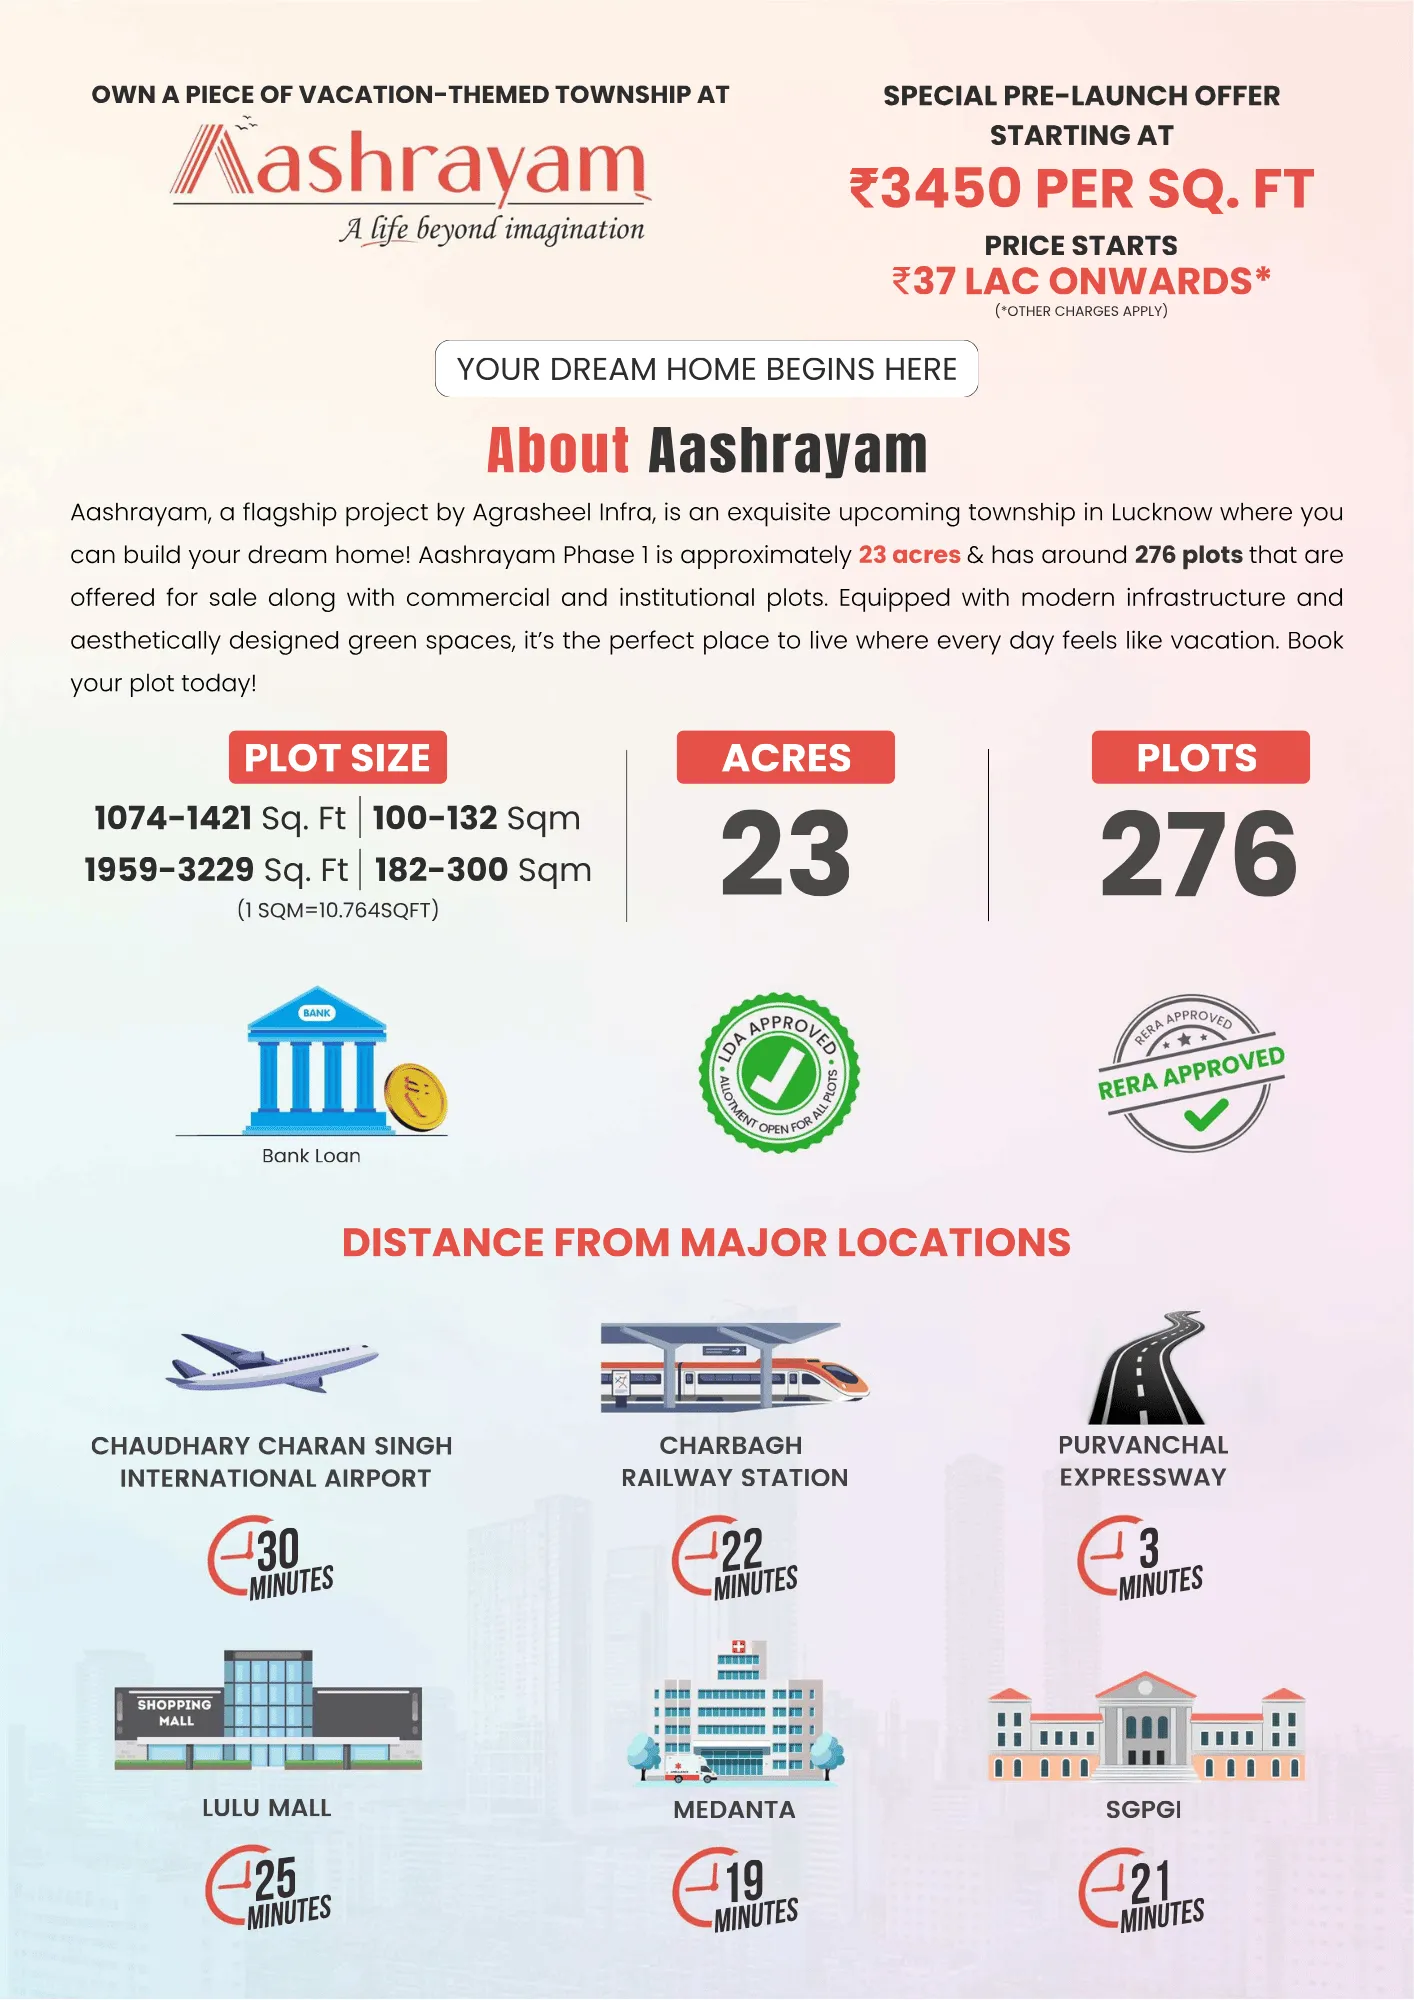 OWN A PIECE OF VACATION-THEMED TOWNSHIP AT
Aashrayam
A life beyond imagination
SPECIAL PRE-LAUNCH OFFER
STARTING AT
₹3450 PER SQ. FT
PRICE STARTS
₹37 LAC ONWARDS*
(*OTHER CHARGES APPLY)
YOUR DREAM HOME BEGINS HERE
About Aashrayam
Aashrayam, a flagship project by Agrasheel Infra, is an exquisite upcoming township in Lucknow where you
can build your dream home! Aashrayam Phase 1 is approximately 23 acres & has around 276 plots that are
offered for sale along with commercial and institutional plots. Equipped with modern infrastructure and
aesthetically designed green spaces, it's the perfect place to live where every day feels like vacation. Book
your plot today!
PLOT SIZE
1074-1421 Sq. Ft | 100-132 Sqm
1959-3229 Sq. Ft | 182-300 Sqm
(1 SQM=10.764SQFT)
ACRES
23
PLOTS
276
BANK
Bank Loan
LDA APPROVED
ALLOTMENT OPEN FOR ALL PLOTS
RERA APPROVED
RERA APPROVED
DISTANCE FROM MAJOR LOCATIONS
CHAUDHARY CHARAN SINGH
INTERNATIONAL AIRPORT
30
MINUTES
CHARBAGH
RAILWAY STATION
22
MINUTES
PURVANCHAL
EXPRESSWAY
3
MINUTES
SHOPPING
MALL
LULU MALL
25
MINUTES
MEDANTA
19
MINUTES
SGPGI
21
MINUTES